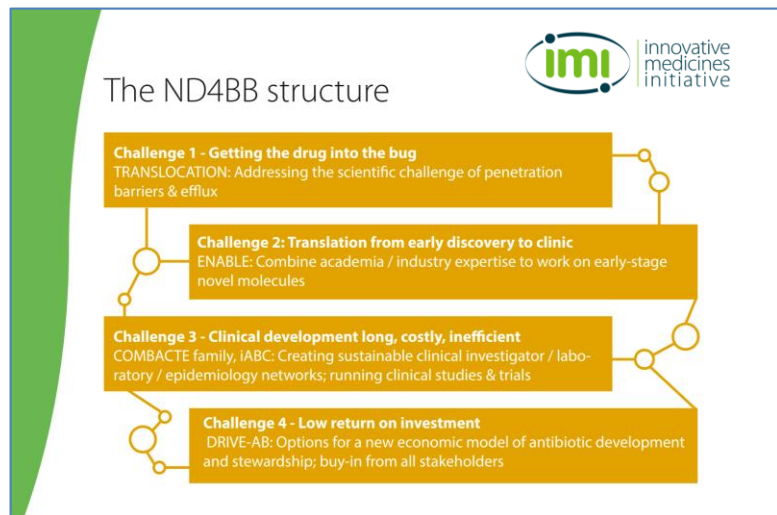 imi
innovative
medicines
initiative
The ND4BB structure
Challenge 1 - Getting the drug into the bug
TRANSLOCATION: Addressing the scientific challenge of penetration
barriers & efflux
Challenge 2: Translation from early discovery to clinic
ENABLE: Combine academia / industry expertise to work on early-stage
novel molecules
Challenge 3 - Clinical development long, costly, inefficient
COMBACTE family, iABC: Creating sustainable clinical investigator / labo-
ratory / epidemiology networks; running clinical studies & trials
Challenge 4 - Low return on investment
DRIVE-AB: Options for a new economic model of antibiotic development
and stewardship; buy-in from all stakeholders